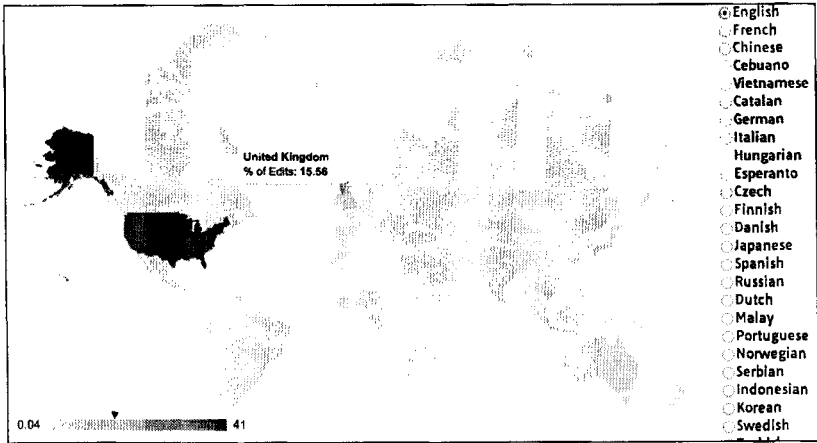 English
French
Chinese
Cebuano
Vietnamese
Catalan
German
Italian
Hungarian
Esperanto
Czech
Finnish
Danish
Japanese
Spanish
Russian
Dutch
Malay
Portuguese
Norwegian
Serbian
Indonesian
Korean
Swedish
United Kingdom
% of Edits: 15.56
0.04
41